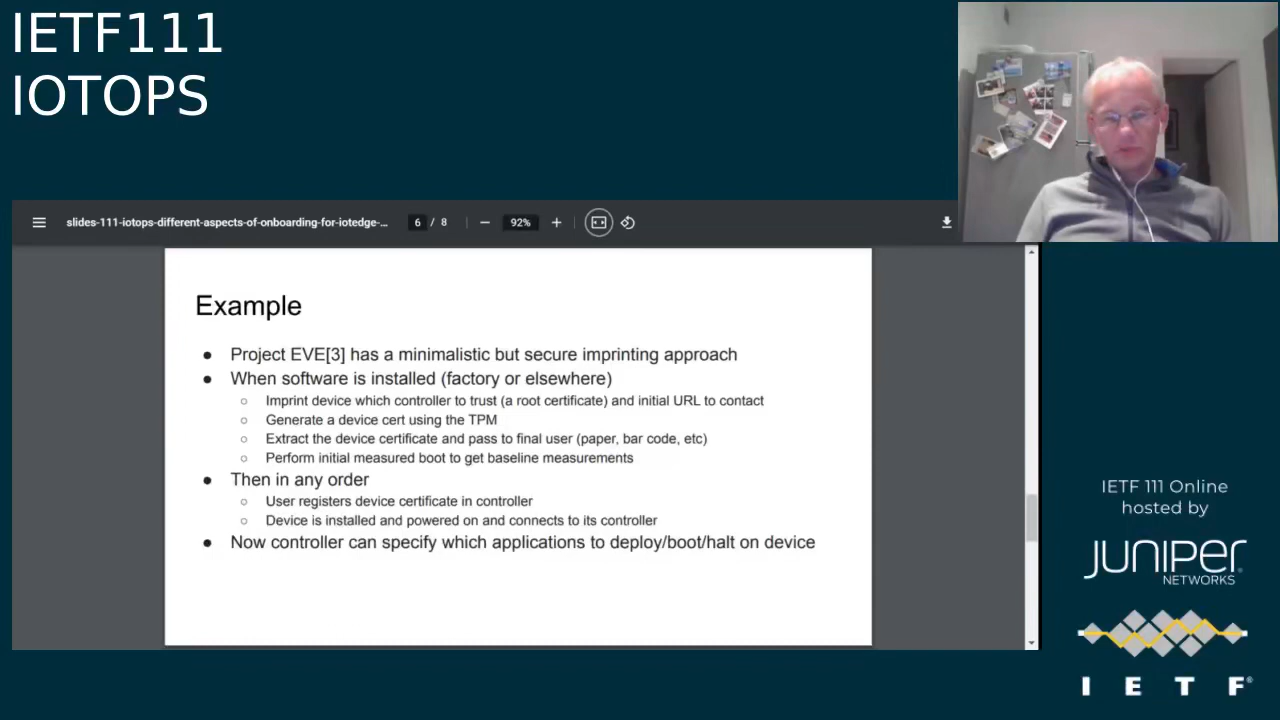 IETF111
IOTOPS
slides-111-iotops-different-aspects-of-onboarding-for-iotedge-...
6 / 8
92%
Example
● Project EVE[3] has a minimalistic but secure imprinting approach
● When software is installed (factory or elsewhere)
○ Imprint device which controller to trust (a root certificate) and initial URL to contact
○ Generate a device cert using the TPM
○ Extract the device certificate and pass to final user (paper, bar code, etc)
○ Perform initial measured boot to get baseline measurements
● Then in any order
○ User registers device certificate in controller
○ Device is installed and powered on and connects to its controller
● Now controller can specify which applications to deploy/boot/halt on device
IETF 111 Online
hosted by
JUNIPER
NETWORKS
I E T F®